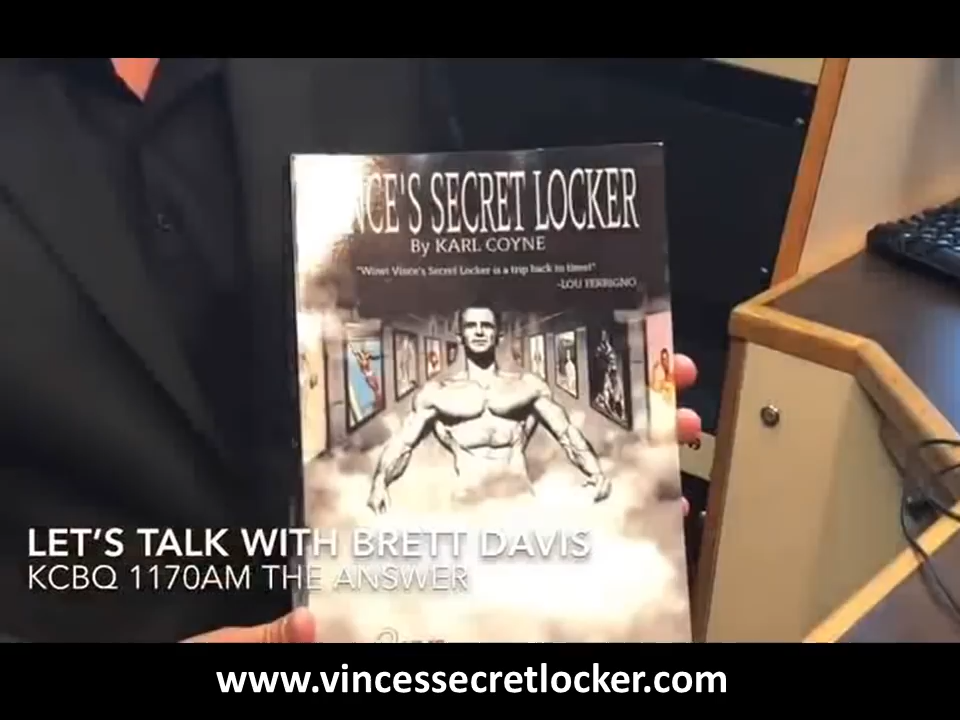 NCE'S SECRET LOCKER
By KARL COYNE
"Wow! Vince's Secret Locker is a trip back in time!"
-LOU FERRIGNO
LET'S TALK WITH BRETT DAVIS
KCBQ 1170AM THE ANSWER
www.vincessecretlocker.com